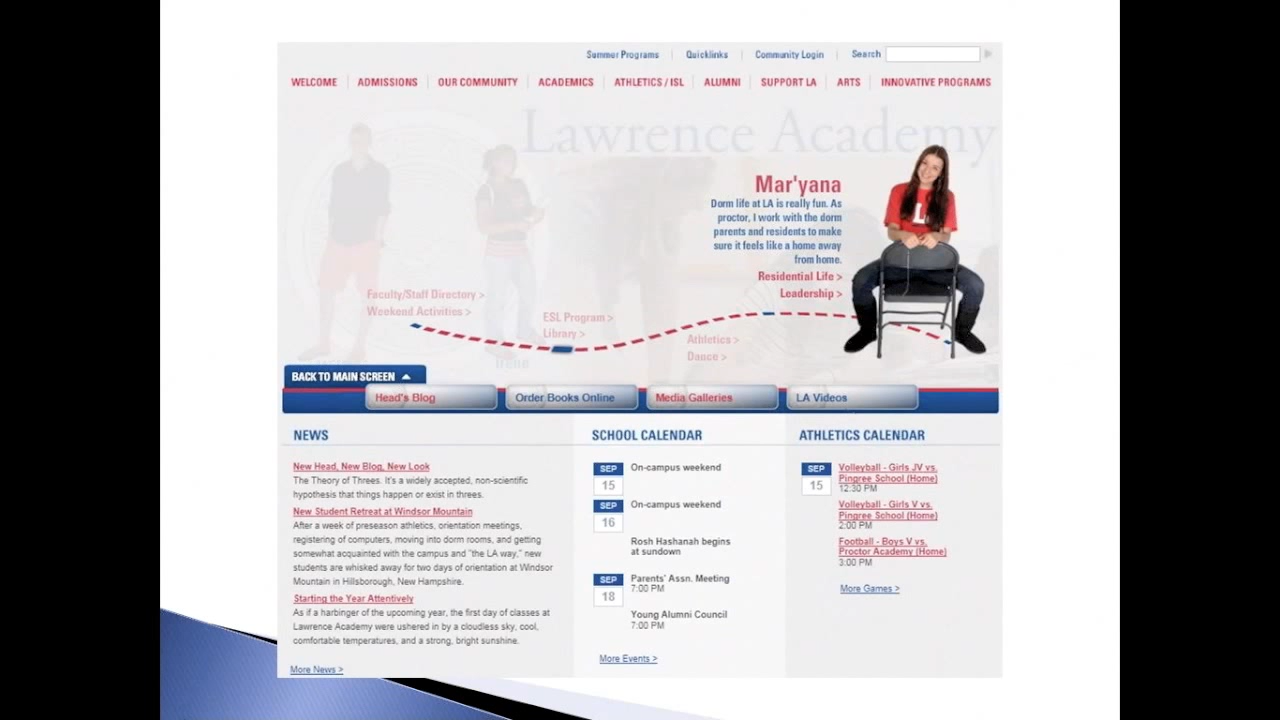 Summer Programs
Quicklinks
Community Login
Search
WELCOME
ADMISSIONS
OUR COMMUNITY
ACADEMICS
ATHLETICS / ISL
ALUMNI
SUPPORT LA
ARTS
INNOVATIVE PROGRAMS
Lawrence Academy
Mar'yana
Dorm life at LA is really fun. As
proctor, I work with the dorm
parents and residents to make
sure it feels like a home away
from home.
Residential Life >
Leadership >
Faculty/Staff Directory >
Weekend Activities >
ESL Program >
Library >
Athletics >
Dance >
Irene
BACK TO MAIN SCREEN
Head's Blog
Order Books Online
Media Galleries
LA Videos
NEWS
New Head, New Blog, New Look
The Theory of Threes. It's a widely accepted, non-scientific
hypothesis that things happen or exist in threes.
New Student Retreat at Windsor Mountain
After a week of preseason athletics, orientation meetings,
registering of computers, moving into dorm rooms, and getting
somewhat acquainted with the campus and "the LA way," new
students are whisked away for two days of orientation at Windsor
Mountain in Hillsborough, New Hampshire.
Starting the Year Attentively
As if a harbinger of the upcoming year, the first day of classes at
Lawrence Academy were ushered in by a cloudless sky, cool,
comfortable temperatures, and a strong, bright sunshine.
More News >
SCHOOL CALENDAR
SEP
15
On-campus weekend
SEP
16
On-campus weekend
Rosh Hashanah begins
at sundown
SEP
18
Parents' Assn. Meeting
7:00 PM
Young Alumni Council
7:00 PM
More Events >
ATHLETICS CALENDAR
SEP
15
Volleyball - Girls JV vs.
Pingree School (Home)
12:30 PM
Volleyball - Girls V vs.
Pingree School (Home)
2:00 PM
Football - Boys V vs.
Proctor Academy (Home)
3:00 PM
More Games >